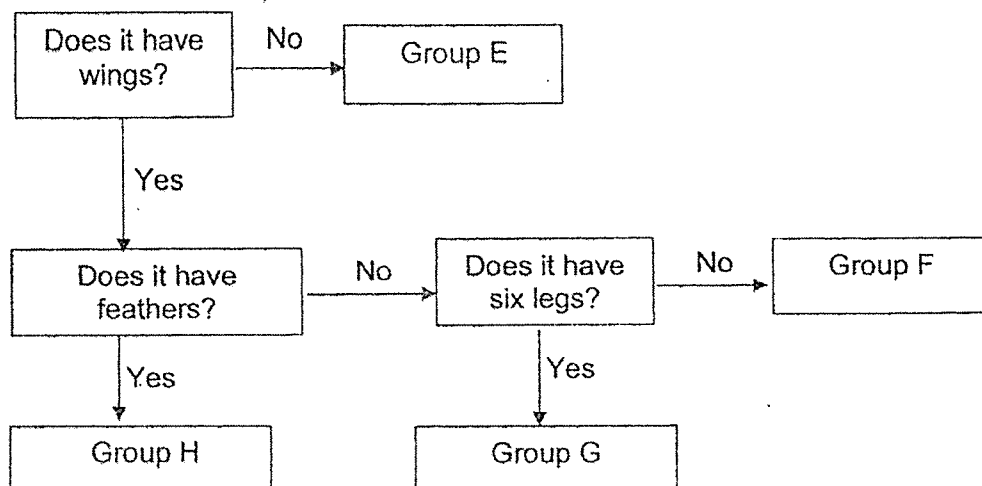 Does it have
wings?
No
Group E
Yes
Does it have
feathers?
No
Does it have
six legs?
No
Group F
Yes
Yes
Group H
Group G